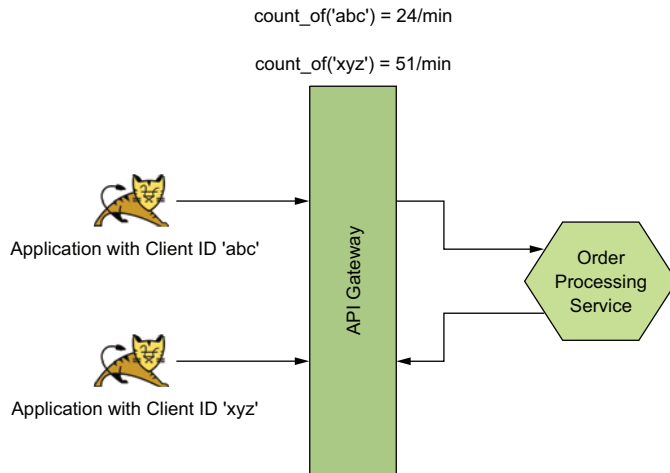 count_of('abc') = 24/min
count_of('xyz') = 51/min
Application with Client ID 'abc'
API Gateway
Order
Processing
Service
Application with Client ID 'xyz'